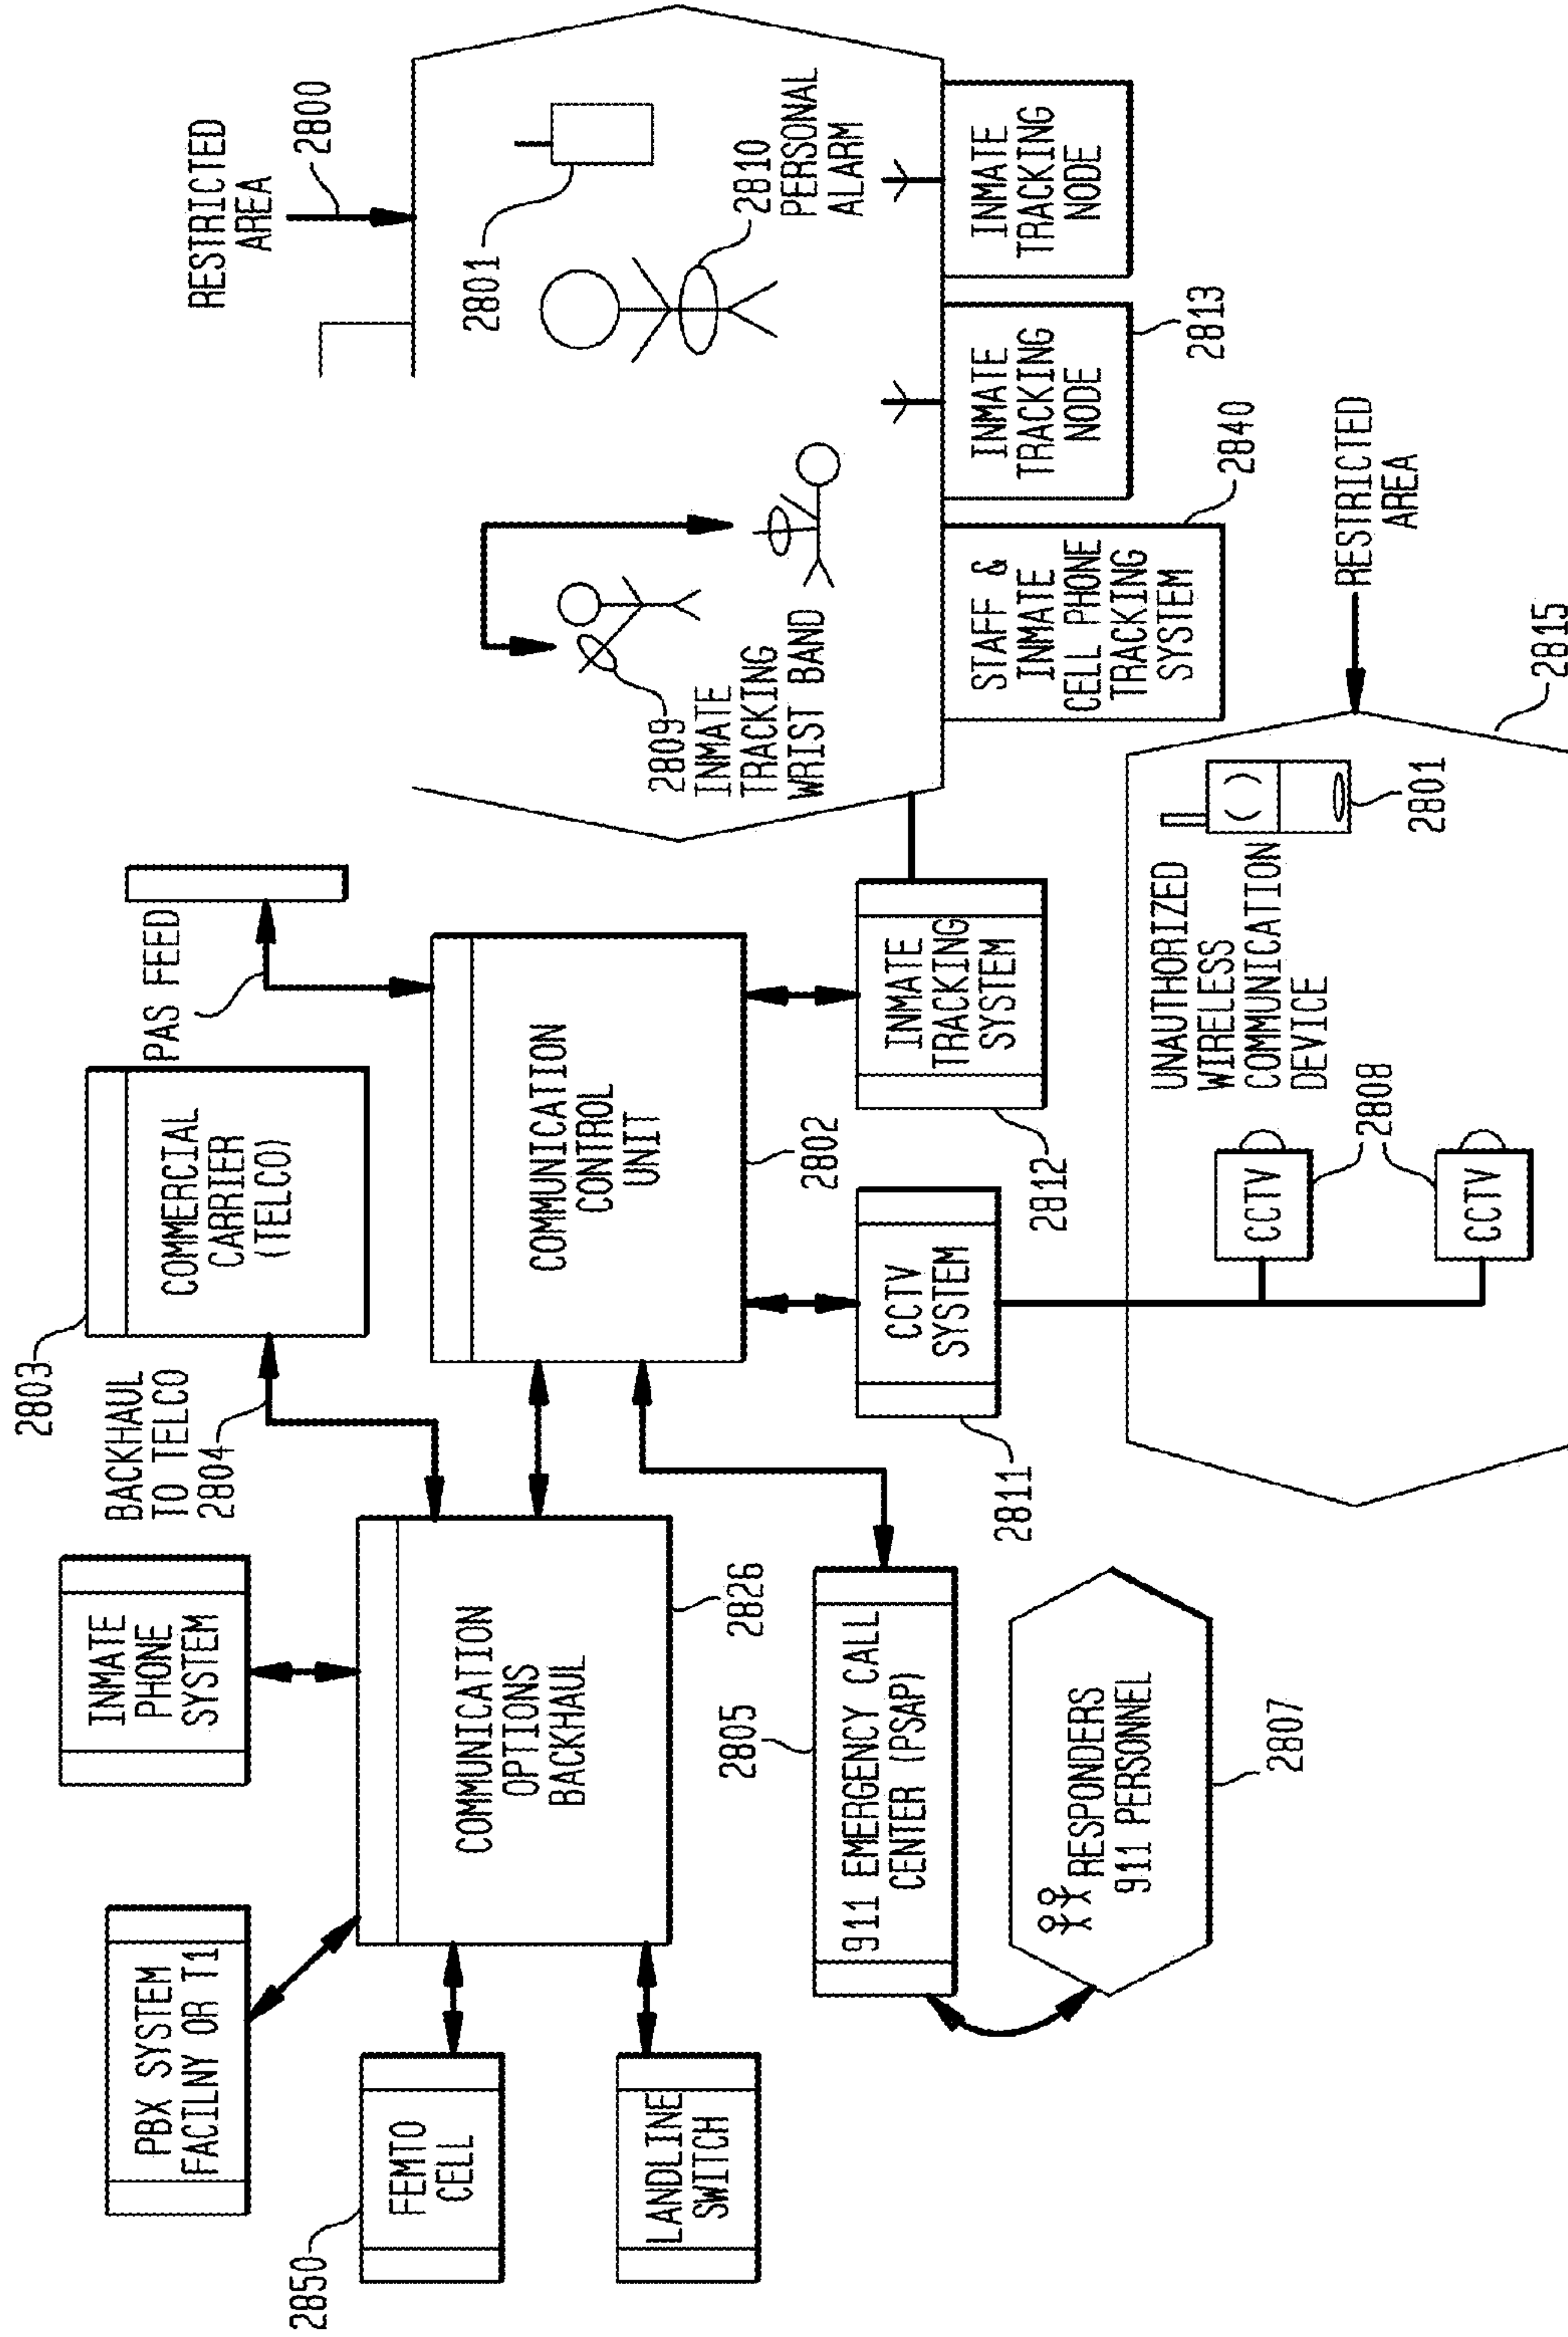 PBX SYSTEM
FACILNY OR T1
INMATE
PHONE
SYSTEM
2803
COMMERCIAL
CARRIER
(TELCO)
BACKHAUL
TO TELCO
2804
PAS FEED
RESTRICTED
AREA
2800
2850
FEMTO
CELL
LANDLINE
SWITCH
COMMUNICATION
OPTIONS
BACKHAUL
2826
COMMUNICATION
CONTROL
UNIT
2802
2801
2810
PERSONAL
ALARM
2809
INMATE
TRACKING
WRIST BAND
2805
911 EMERGENCY CALL
CENTER (PSAP)
RESPONDERS
911 PERSONNEL
2807
CCTV
SYSTEM
2811
INMATE
TRACKING
SYSTEM
2812
STAFF &
INMATE
CELL PHONE
TRACKING
SYSTEM
2840
INMATE
TRACKING
NODE
2813
INMATE
TRACKING
NODE
RESTRICTED
AREA
2815
UNAUTHORIZED
WIRELESS
COMMUNICATION
DEVICE
2801
CCTV
2808
CCTV